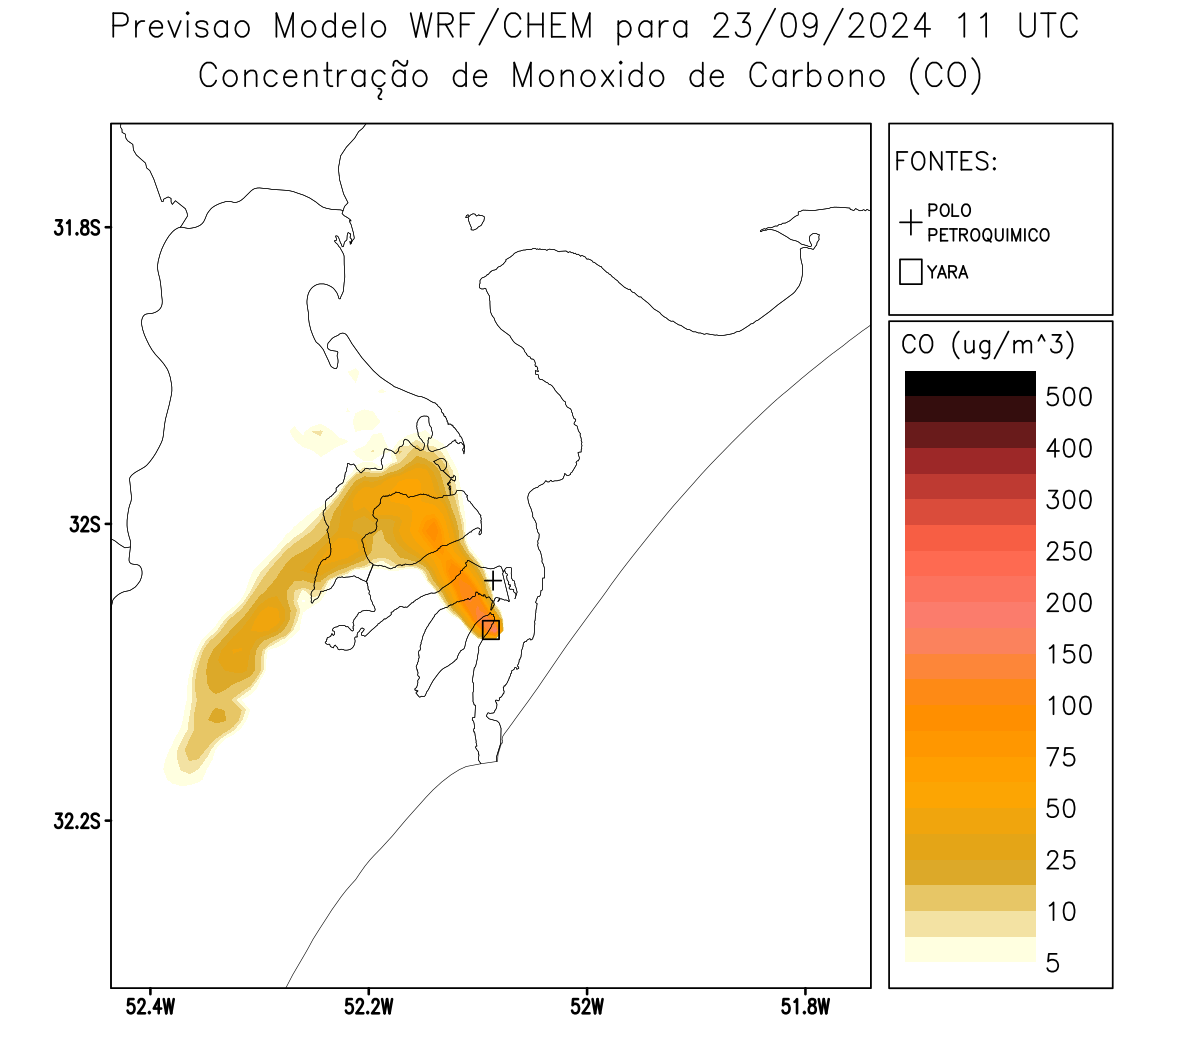 Previsao Modelo WRF/CHEM para 23/09/2024 11 UTC
Concentração de Monoxido de Carbono (CO)
FONTES:
POLO
PETROQUIMICO
YARA
CO (ug/m^3)
500
400
300
250
200
150
100
75
50
25
10
5
31.8S
32S
32.2S
52.4W
52.2W
52W
51.8W